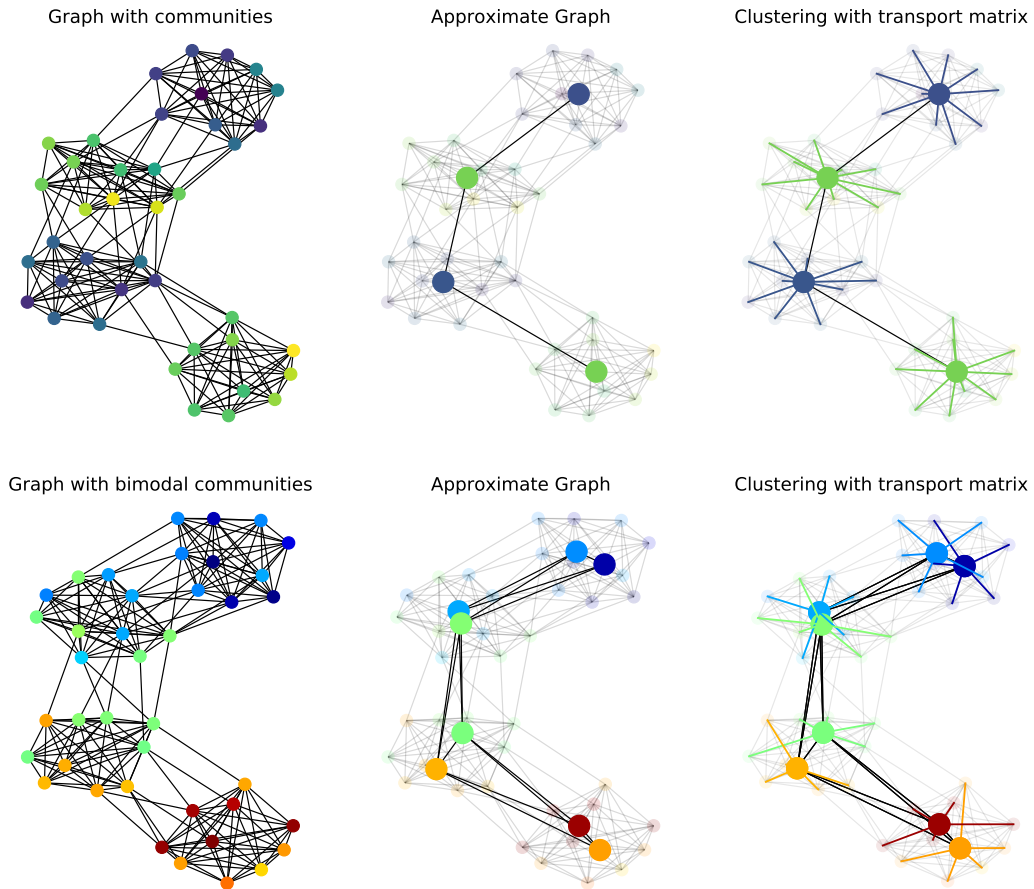 Graph with communities
Approximate Graph
Clustering with transport matrix
Graph with bimodal communities
Approximate Graph
Clustering with transport matrix